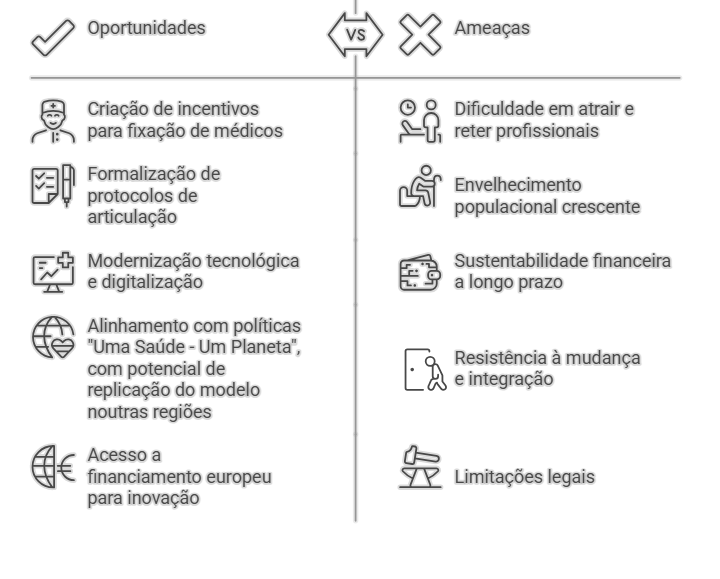 Oportunidades
VS
Ameaças
Criação de incentivos
para fixação de médicos
Dificuldade em atrair e
reter profissionais
Formalização de
protocolos de
articulação
Envelhecimento
populacional crescente
Modernização tecnológica
e digitalização
Sustentabilidade financeira
a longo prazo
Alinhamento com políticas
"Uma Saúde - Um Planeta",
com potencial de
replicação do modelo
noutras regiões
Resistência à mudança
e integração
Acesso a
financiamento europeu
para inovação
Limitações legais